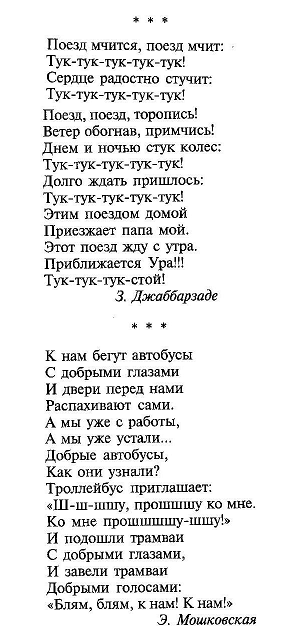 * * *
Поезд мчится, поезд мчит:
Тук-тук-тук-тук-тук!
Сердце радостно стучит:
Тук-тук-тук-тук-тук!
Поезд, поезд, торопись!
Ветер обогнав, примчись!
Днем и ночью стук колес:
Тук-тук-тук-тук-тук!
Долго ждать пришлось:
Тук-тук-тук-тук-тук!
Этим поездом домой
Приезжает папа мой.
Этот поезд жду с утра.
Приближается Ура!!!
Тук-тук-тук-стой!
З. Джаббарзаде
* * *
К нам бегут автобусы
С добрыми глазами
И двери перед нами
Распахивают сами.
А мы уже с работы,
А мы уже устали...
Добрые автобусы,
Как они узнали?
Троллейбус приглашает:
«Ш-ш-шшу, прошшшу ко мне.
Ко мне прошшшшу-шшу!»
И подошли трамваи
С добрыми глазами,
И завели трамваи
Добрыми голосами:
«Блям, блям, к нам! К нам!»
Э. Мошковская